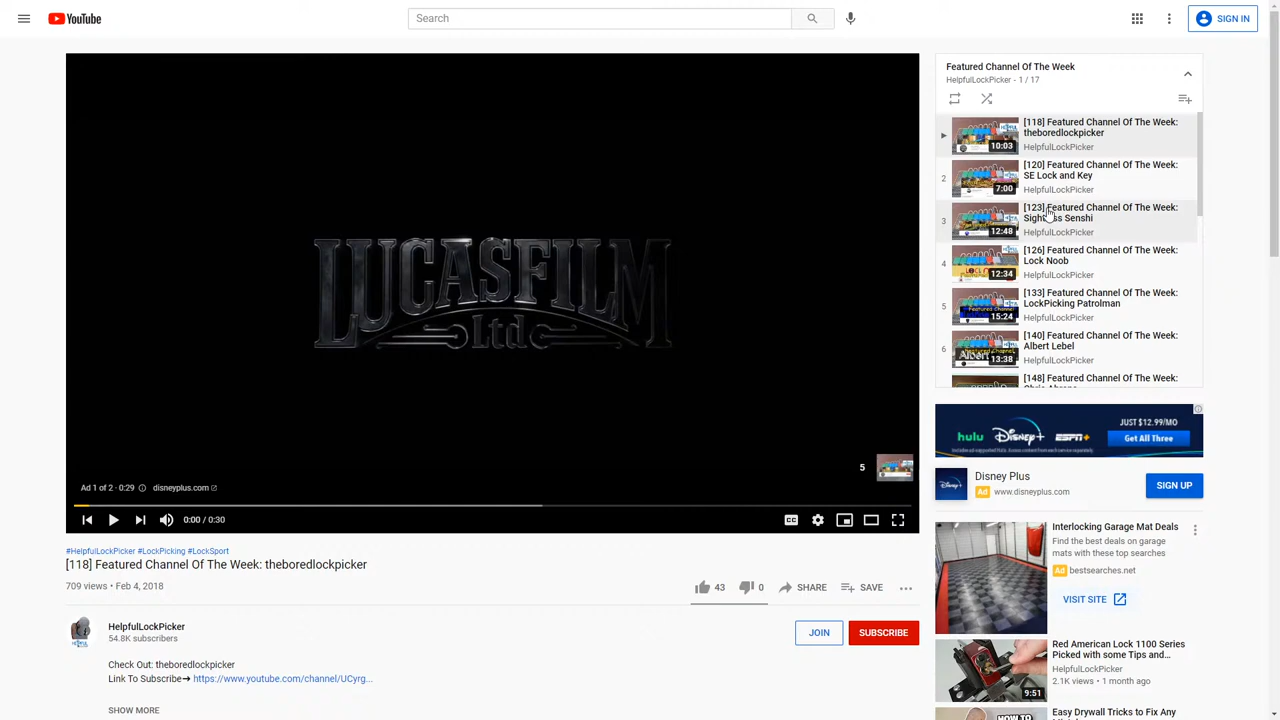 YouTube
Search
SIGN IN
LUCASFILM
Ltd
5
Ad 1 of 2 · 0:29
disneyplus.com
0:00 / 0:30
CC
#HelpfulLockPicker #LockPicking #LockSport
[118] Featured Channel Of The Week: theboredlockpicker
709 views • Feb 4, 2018
43
0
SHARE
SAVE
HelpfulLockPicker
54.8K subscribers
JOIN
SUBSCRIBE
Check Out: theboredlockpicker
Link To Subscribe➔ https://www.youtube.com/channel/UCyrg...
SHOW MORE
Featured Channel Of The Week
HelpfulLockPicker - 1 / 17
[118] Featured Channel Of The Week:
theboredlockpicker
HelpfulLockPicker
10:03
2
[120] Featured Channel Of The Week:
SE Lock and Key
HelpfulLockPicker
7:00
3
[123] Featured Channel Of The Week:
Sightless Senshi
HelpfulLockPicker
12:48
4
[126] Featured Channel Of The Week:
Lock Noob
HelpfulLockPicker
12:34
5
[133] Featured Channel Of The Week:
LockPicking Patrolman
HelpfulLockPicker
15:24
6
[140] Featured Channel Of The Week:
Albert Lebel
HelpfulLockPicker
13:38
[148] Featured Channel Of The Week:
hulu Disney+ ESPN+
JUST $12.99/MO
Get All Three
Disney Plus
Ad www.disneyplus.com
SIGN UP
Interlocking Garage Mat Deals
Find the best deals on garage
mats with these top searches
Ad bestsearches.net
VISIT SITE
Red American Lock 1100 Series
Picked with some Tips and...
HelpfulLockPicker
2.1K views • 1 month ago
9:51
Easy Drywall Tricks to Fix Any